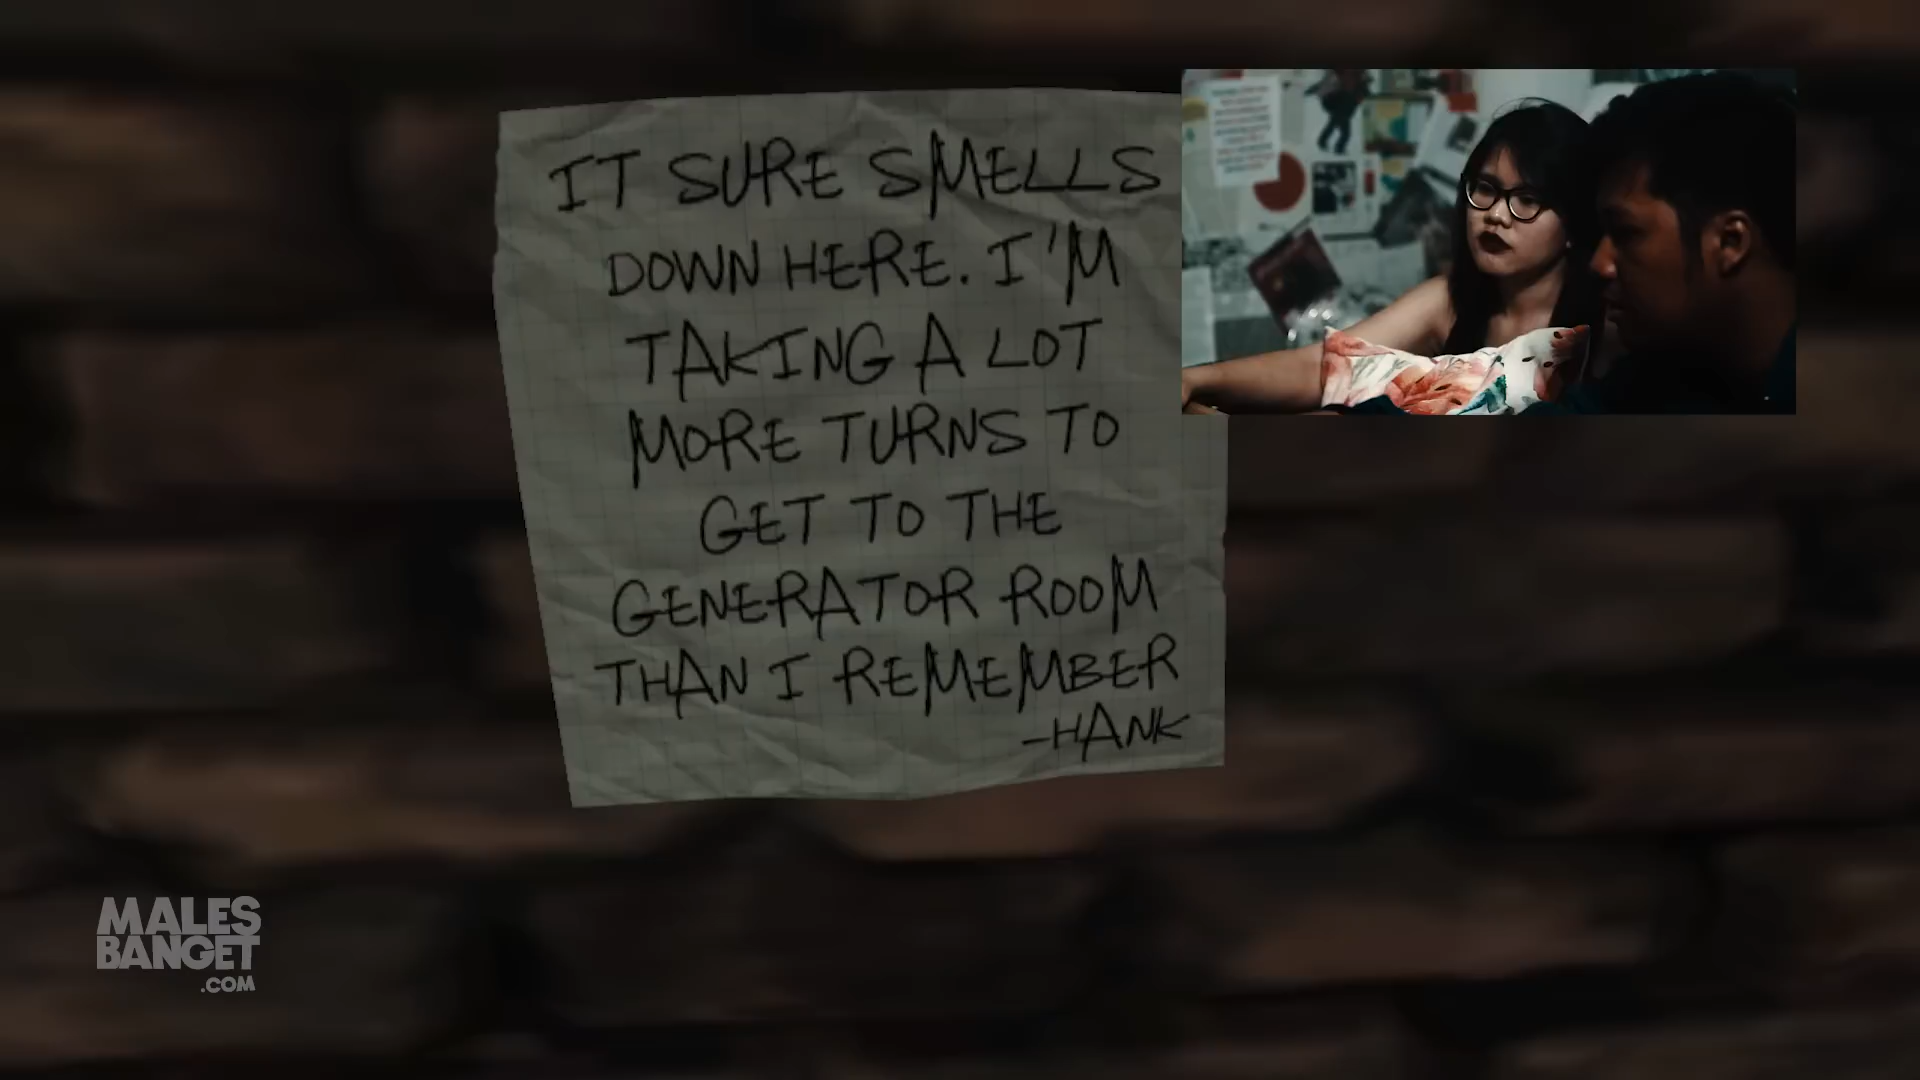 IT SURE SMELLS
DOWN HERE. I'M
TAKING A LOT
MORE TURNS TO
GET TO THE
GENERATOR ROOM
THAN I REMEMBER
-HANK
MALES
BANGET
.COM